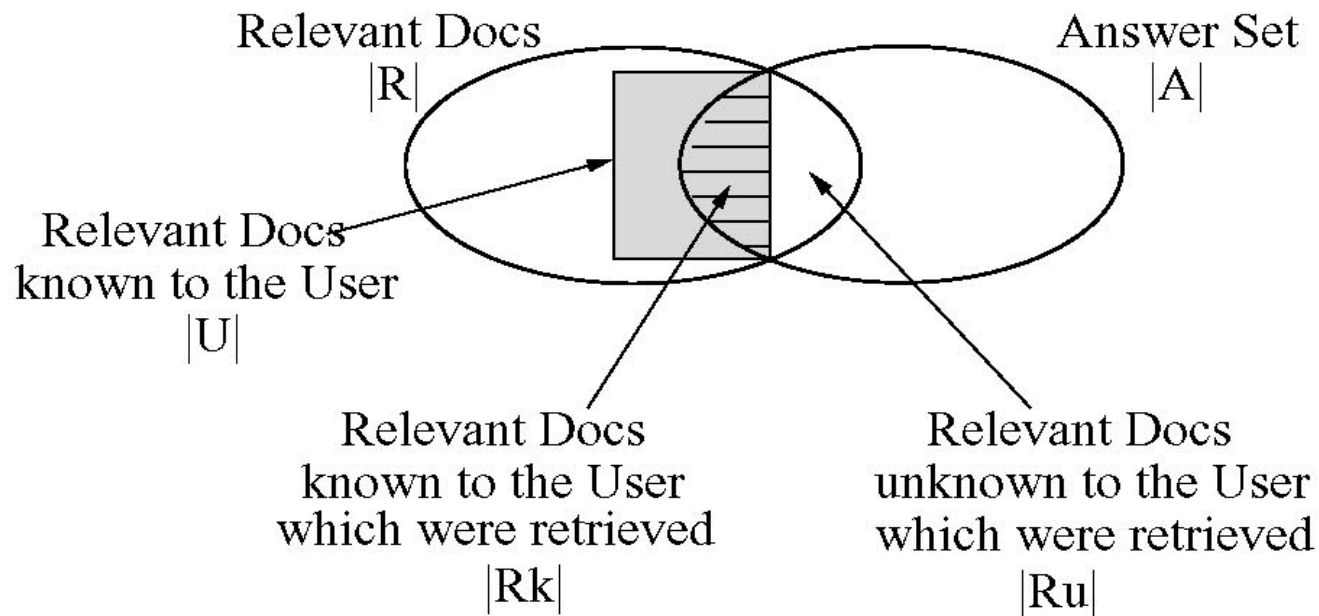 Relevant Docs
|R|
Answer Set
|A|
Relevant Docs
known to the User
|U|
Relevant Docs
known to the User
which were retrieved
|Rk|
Relevant Docs
unknown to the User
which were retrieved
|Ru|